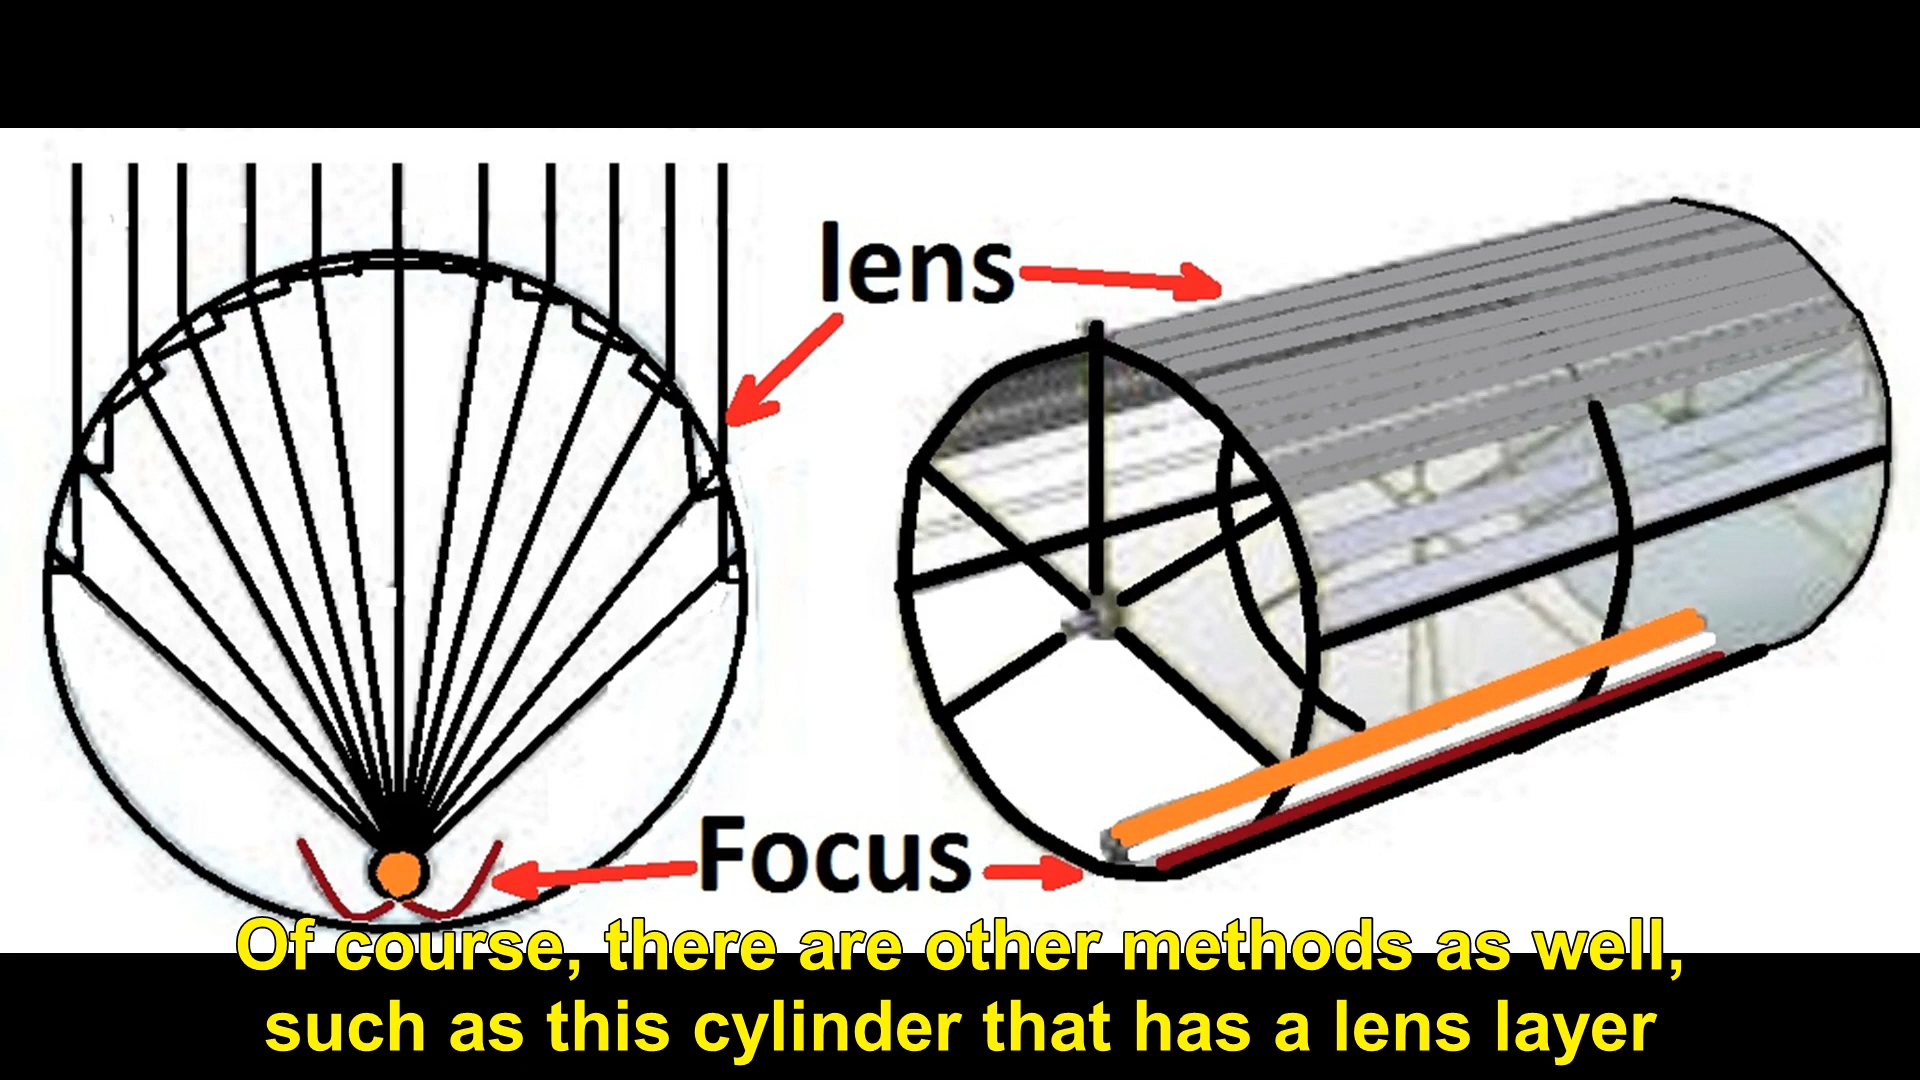 lens
Focus
Of course, there are other methods as well,
such as this cylinder that has a lens layer